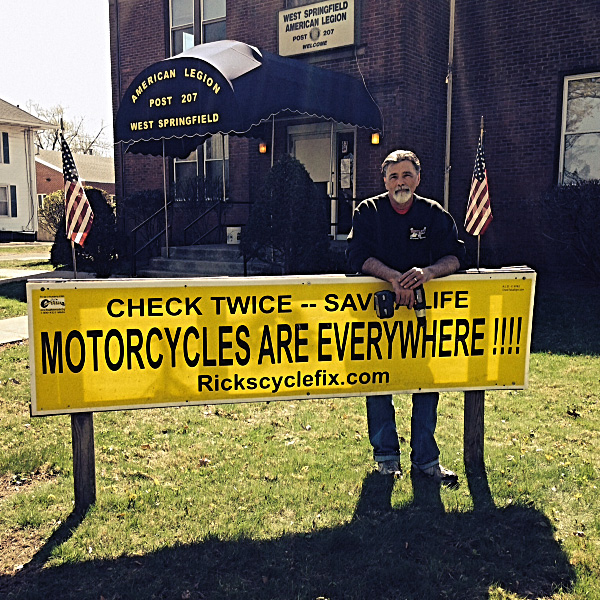 WEST SPRINGFIELD
AMERICAN LEGION
POST 207
WELCOME
AMERICAN LEGION
POST 207
WEST SPRINGFIELD
CHECK TWICE -- SAVE A LIFE
MOTORCYCLES ARE EVERYWHERE !!!!
Rickscyclefix.com